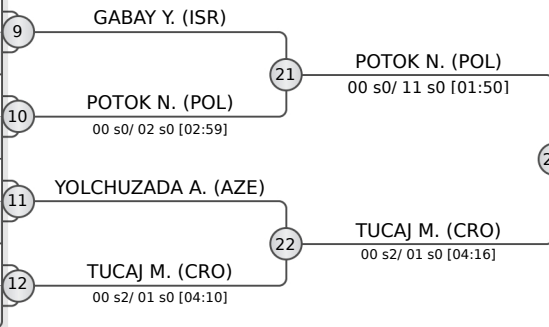 GABAY Y. (ISR)
9
21
POTOK N. (POL)
00 s0/ 11 s0 [01:50]
POTOK N. (POL)
10
00 s0/ 02 s0 [02:59]
YOLCHUZADA A. (AZE)
11
22
TUCAJ M. (CRO)
00 s2/ 01 s0 [04:16]
TUCAJ M. (CRO)
12
00 s2/ 01 s0 [04:10]